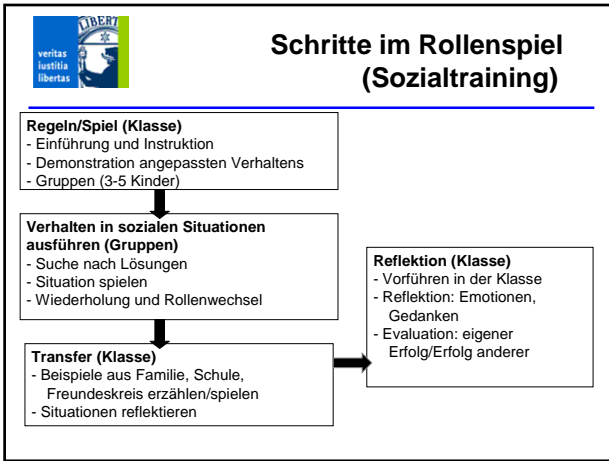 veritas
iustitia
libertas
LIBERT
Schritte im Rollenspiel
(Sozialtraining)
Regeln/Spiel (Klasse)
- Einführung und Instruktion
- Demonstration angepassten Verhaltens
- Gruppen (3-5 Kinder)
Verhalten in sozialen Situationen
ausführen (Gruppen)
- Suche nach Lösungen
- Situation spielen
- Wiederholung und Rollenwechsel
Transfer (Klasse)
- Beispiele aus Familie, Schule,
Freundeskreis erzählen/spielen
- Situationen reflektieren
Reflektion (Klasse)
- Vorführen in der Klasse
- Reflektion: Emotionen,
Gedanken
- Evaluation: eigener
Erfolg/Erfolg anderer